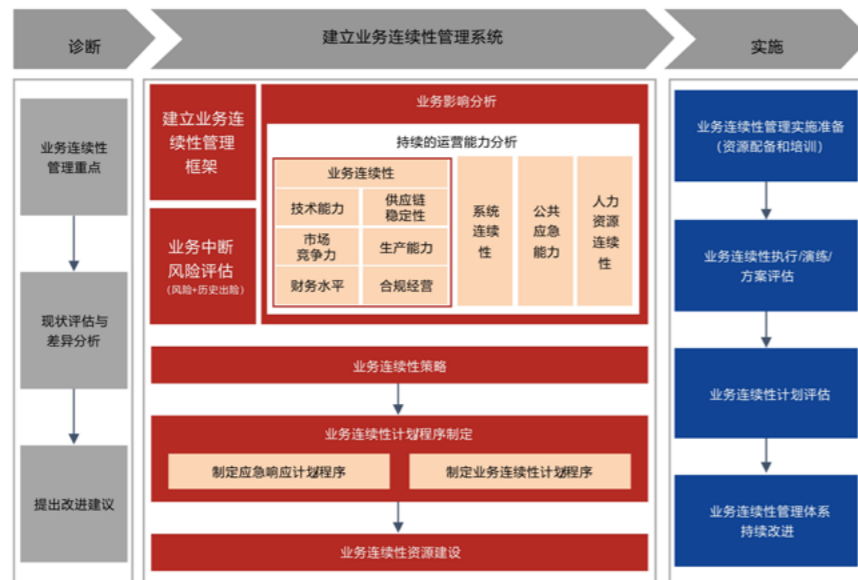 诊断
建立业务连续性管理系统
实施
业务连续性
管理重点
现状评估与
差异分析
提出改进建议
建立业务连
续性管理
框架
业务中断
风险评估
(风险+历史出险)
业务影响分析
持续的运营能力分析
业务连续性
技术能力
供应链
稳定性
市场
竞争力
生产能力
财务水平
合规经营
系统
连续
性
公共
应急
能力
人力
资源
连续
性
业务连续性策略
业务连续性计划/程序制定
制定应急响应计划/程序
制定业务连续性计划/程序
业务连续性资源建设
业务连续性管理实施准备
(资源配备和培训)
业务连续性执行/演练/
方案评估
业务连续性计划评估
业务连续性管理体系
持续改进